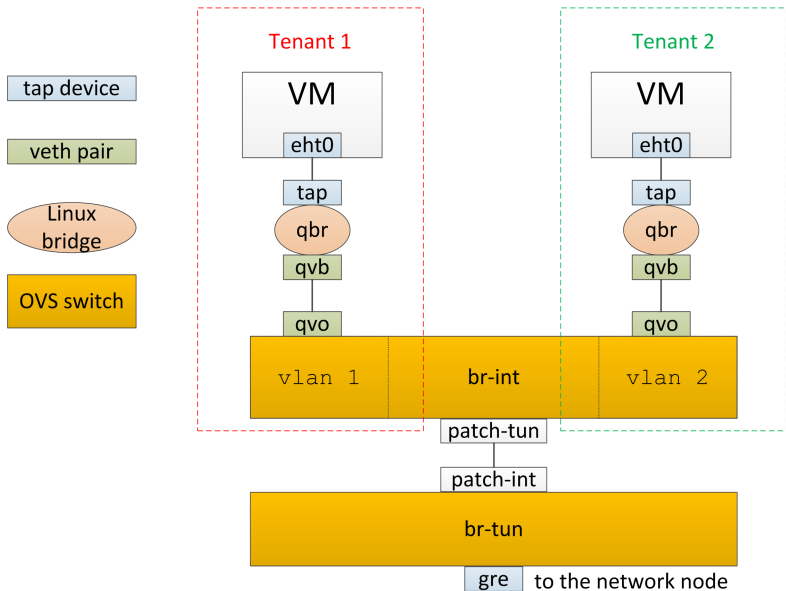 Tenant 1
Tenant 2
tap device
veth pair
Linux
bridge
OVS switch
VM
eht0
tap
qbr
qvb
qvo
VM
eht0
tap
qbr
qvb
qvo
vlan 1
br-int
vlan 2
patch-tun
patch-int
br-tun
gre
to the network node